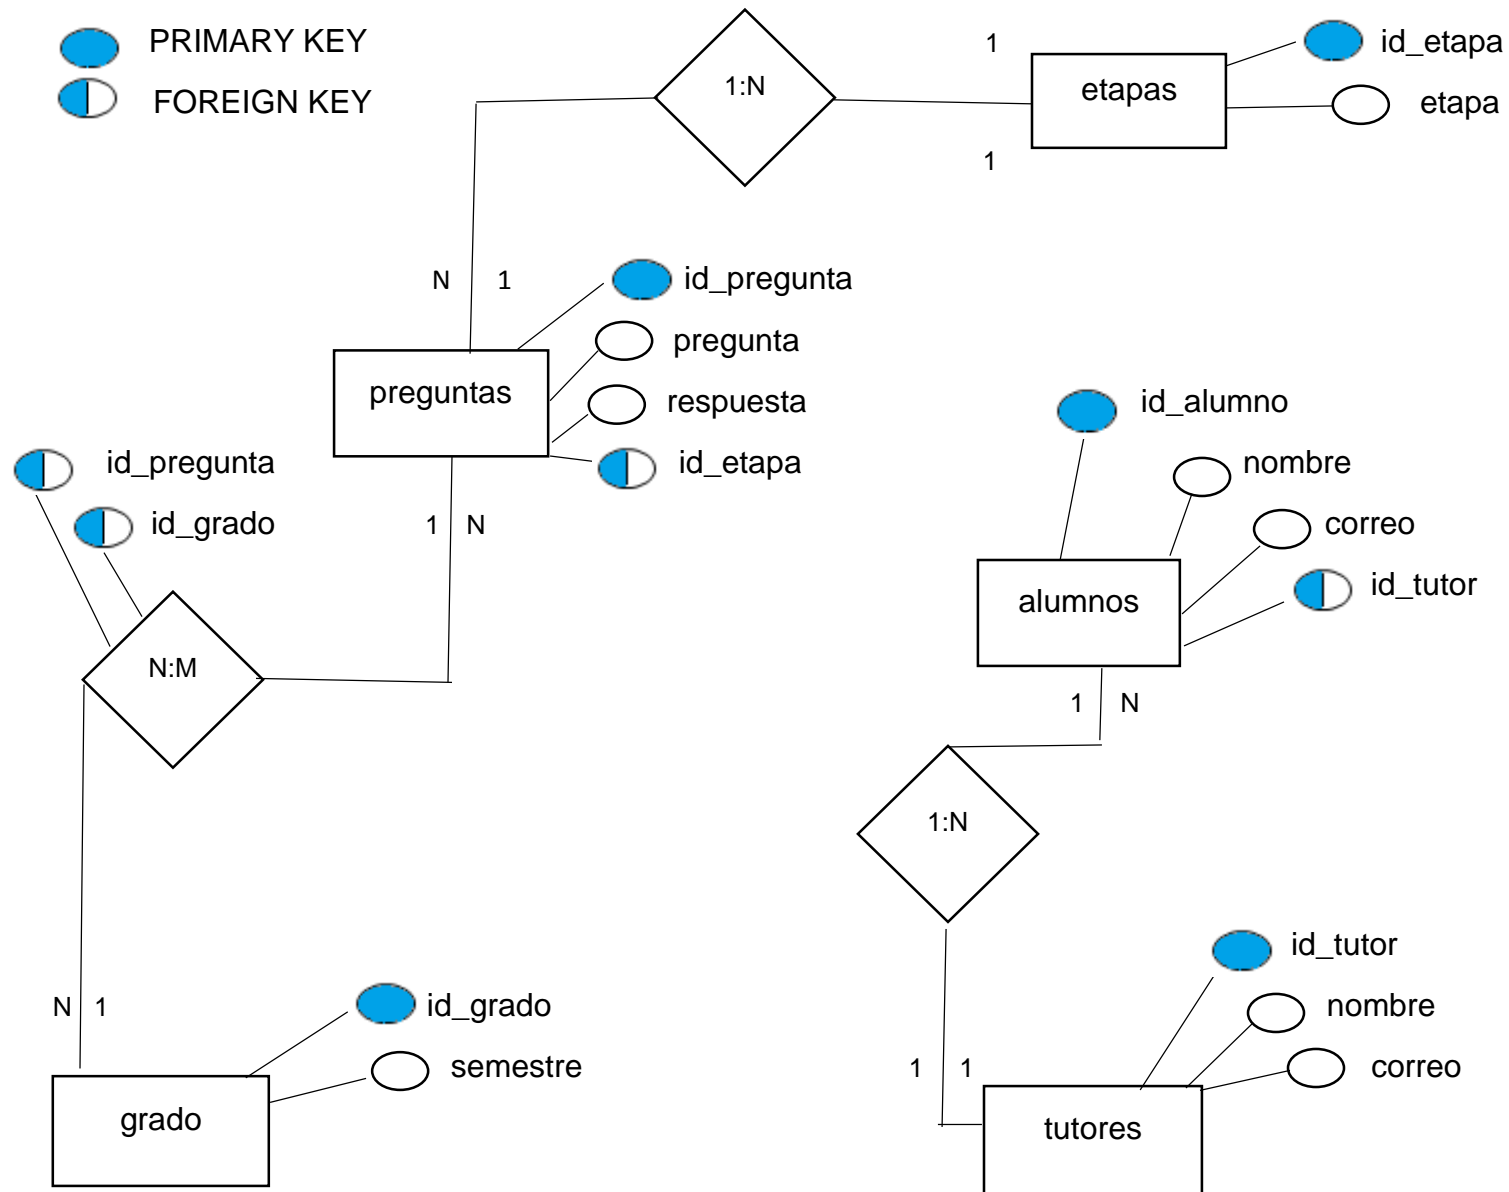 PRIMARY KEY
FOREIGN KEY
1:N
1
1
etapas
id_etapa
etapa
N 1
preguntas
id_pregunta
pregunta
respuesta
id_etapa
1 N
id_pregunta
id_grado
N:M
N 1
grado
id_grado
semestre
id_alumno
nombre
correo
id_tutor
alumnos
1 N
1:N
1 1
tutores
id_tutor
nombre
correo